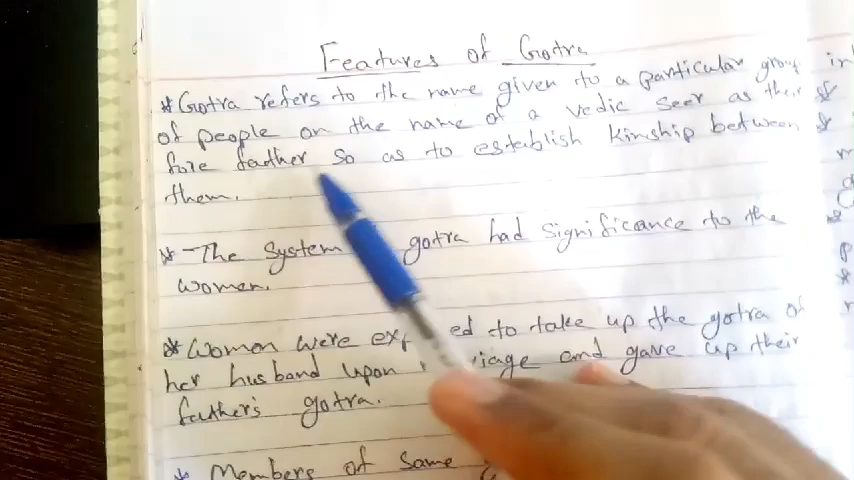 Features of Gotra
* Gotra refers to the name given to a particular group
of people on the name of a vedic seer as their
fore feather so as to establish kinship between
them.
* The System gotra had significance to the
women.
* Women were ed to take up the gotra of
her husband upon and gave up their
father's gotra.
* Members of Same